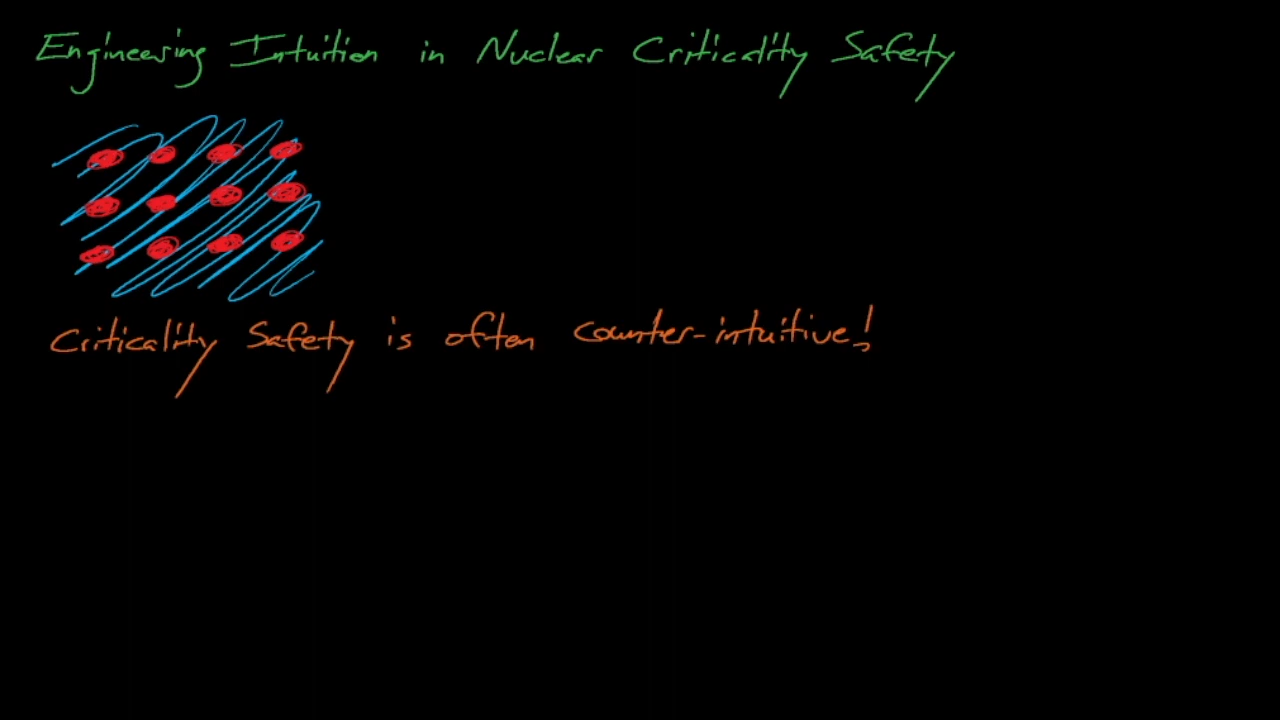 Engineering Intuition in Nuclear Criticality Safety
Criticality Safety is often counter-intuitive!